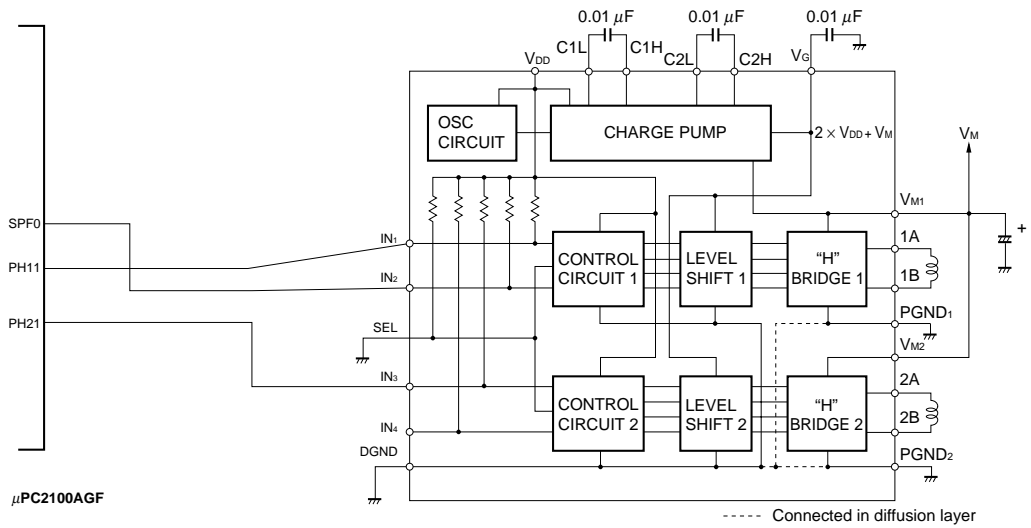 0.01 μF
0.01 μF
0.01 μF
C1L
C1H
C2L
C2H
VG
VDD
OSC
CIRCUIT
CHARGE PUMP
2 × VDD + VM
VM
SPF0
PH11
PH21
IN1
IN2
SEL
IN3
IN4
DGND
CONTROL
CIRCUIT 1
LEVEL
SHIFT 1
“H”
BRIDGE 1
VM1
1A
1B
PGND1
VM2
+
CONTROL
CIRCUIT 2
LEVEL
SHIFT 2
“H”
BRIDGE 2
2A
2B
PGND2
μPC2100AGF
Connected in diffusion layer